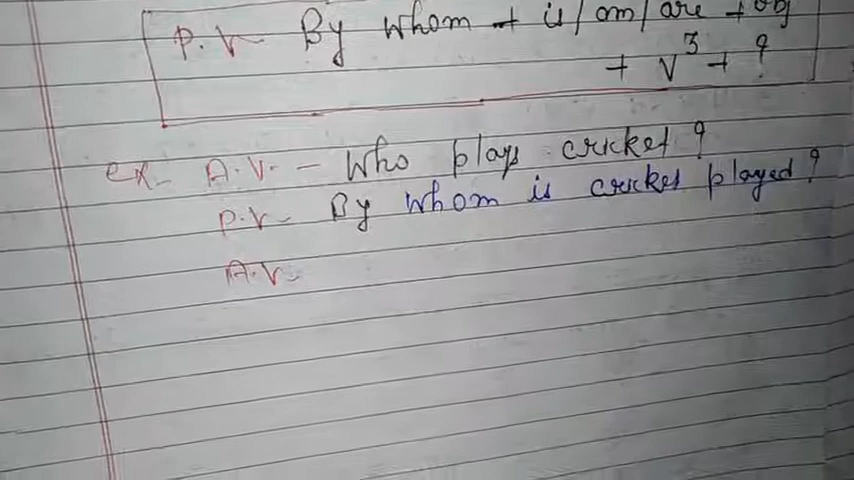 P.V- By whom + is/am/are + obj
+ V3 + ?
ex- A.V. - Who plays cricket ?
P.V- By whom is cricket played ?
A.V-